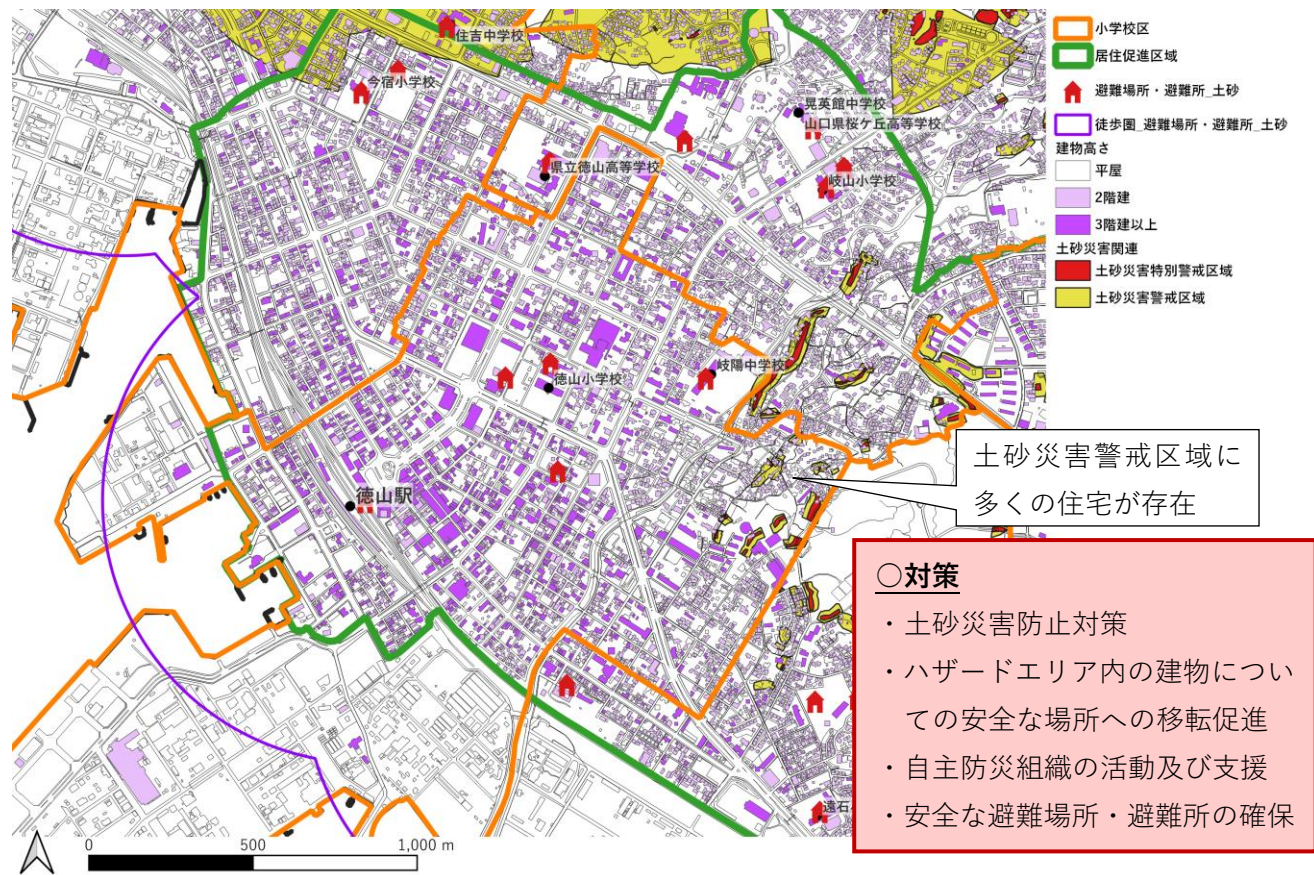 住吉中学校
今宿小学校
晃英館中学校
山口県桜ケ丘高等学校
県立徳山高等学校
岐山小学校
岐陽中学校
徳山小学校
徳山駅
遠石
小学校区
居住促進区域
避難場所・避難所_土砂
徒歩圏_避難場所・避難所_土砂
建物高さ
平屋
2階建
3階建以上
土砂災害関連
土砂災害特別警戒区域
土砂災害警戒区域
土砂災害警戒区域に
多くの住宅が存在
○対策
・土砂災害防止対策
・ハザードエリア内の建物につい
ての安全な場所への移転促進
・自主防災組織の活動及び支援
・安全な避難場所・避難所の確保
0 500 1,000 m